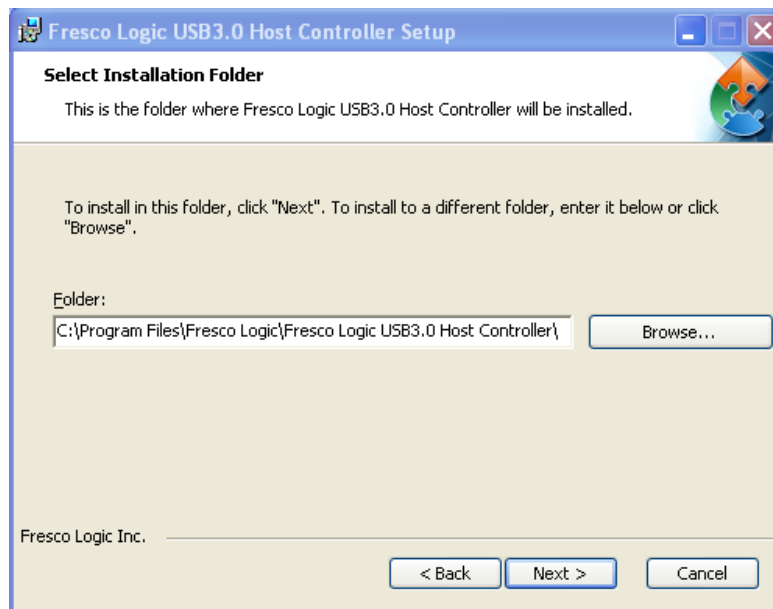 Fresco Logic USB3.0 Host Controller Setup
Select Installation Folder
This is the folder where Fresco Logic USB3.0 Host Controller will be installed.
To install in this folder, click "Next". To install to a different folder, enter it below or click
"Browse".
Folder:
C:\Program Files\Fresco Logic\Fresco Logic USB3.0 Host Controller\
Browse...
Fresco Logic Inc.
< Back
Next >
Cancel